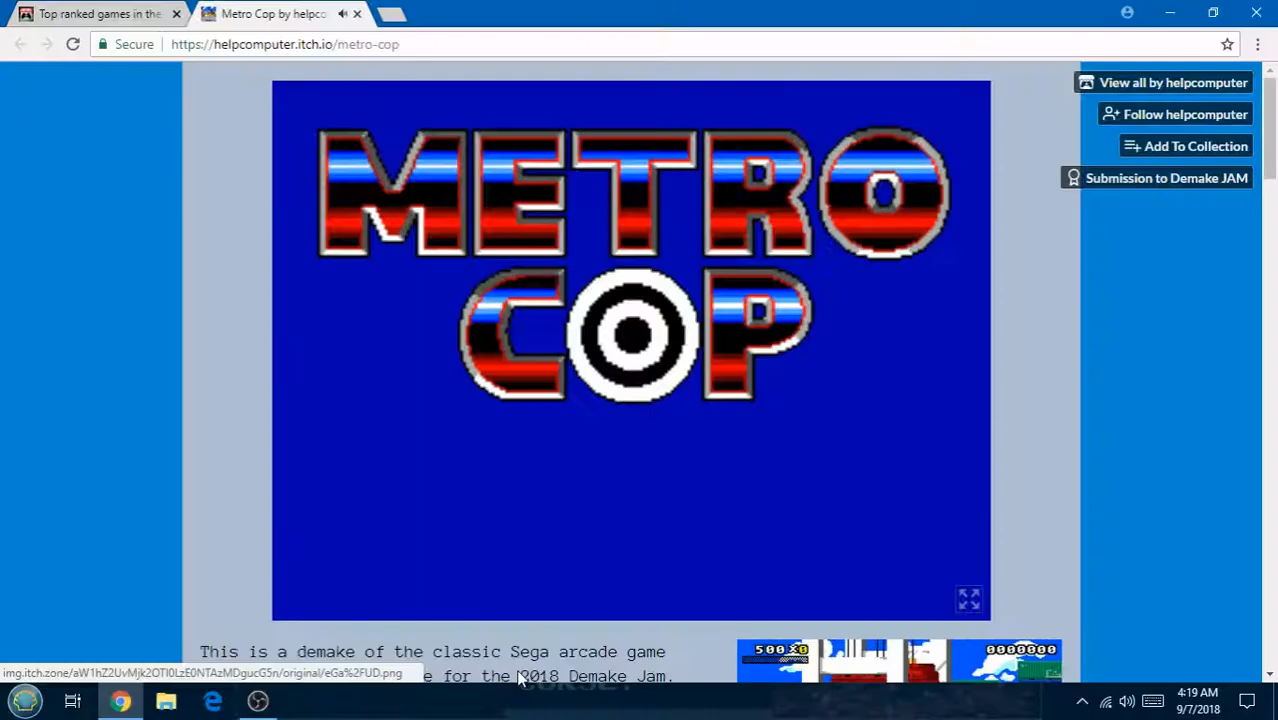 Top ranked games in the
Metro Cop by helpco
Secure
https://helpcomputer.itch.io/metro-cop
View all by helpcomputer
Follow helpcomputer
Add To Collection
Submission to Demake JAM
METRO
COP
This is a demake of the classic Sega arcade game
e for the 2018 Demake Jam.
500X0
0000000
img.itch.zone/aW1hZ2UvMjk2OTI0LzE0NTAzMDgucG5n/original/eGa%2FUD.png
4:19 AM
9/7/2018